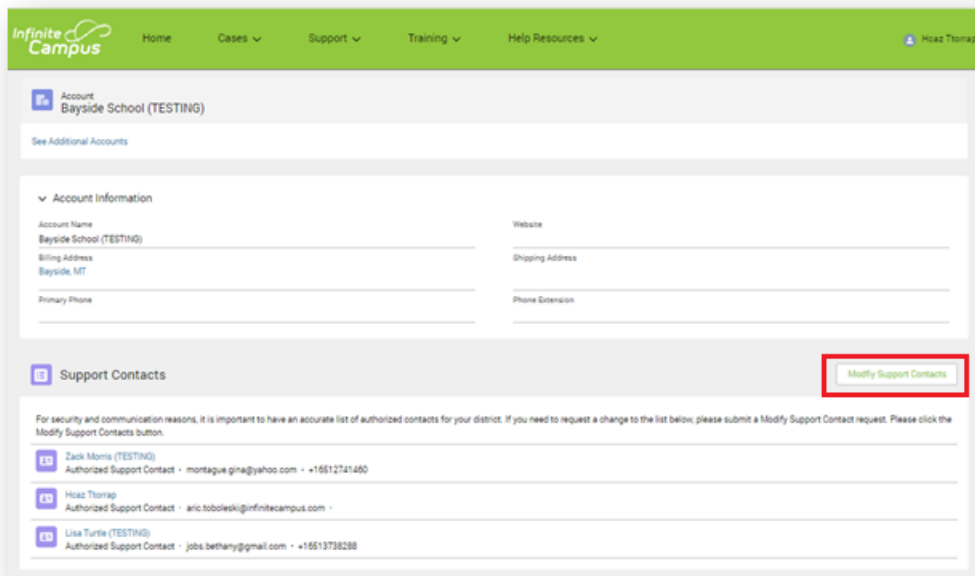 Infinite Campus
Home Cases Support Training Help Resources Hoaz Ttorrap
Account
Bayside School (TESTING)
See Additional Accounts
Account Information
Account Name Website
Bayside School (TESTING)
Billing Address Shipping Address
Bayside, MT
Primary Phone Phone Extension
Support Contacts Modfiy Support Contacts
For security and communication reasons, it is important to have an accurate list of authorized contacts for your district. If you need to request a change to the list below, please submit a Modify Support Contact request. Please click the
Modify Support Contacts button.
Zack Morris (TESTING)
Authorized Support Contact · montague.gina@yahoo.com · +16512741460
Hoaz Ttorrap
Authorized Support Contact · aric.toboleski@infinitecampus.com ·
Lisa Turtle (TESTING)
Authorized Support Contact · jobs.bethany@gmail.com · +16513738288